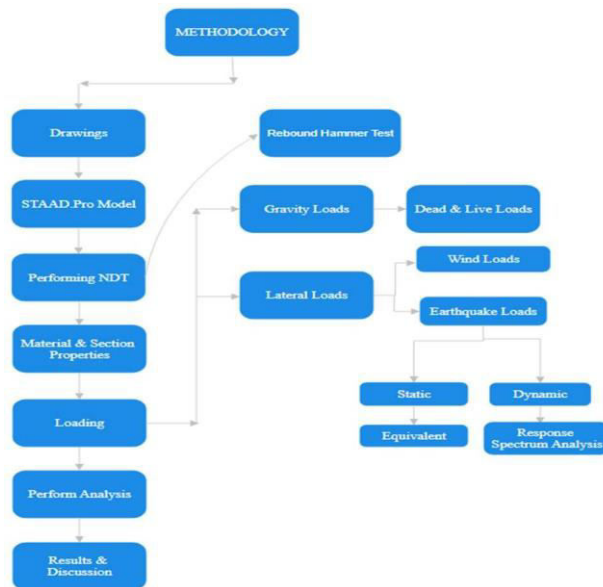 METHODOLOGY
Drawings
Rebound Hammer Test
STAAD.Pro Model
Gravity Loads
Dead & Live Loads
Performing NDT
Wind Loads
Lateral Loads
Earthquake Loads
Material & Section
Properties
Static
Dynamic
Loading
Equivalent
Response
Spectrum Analysis
Perform Analysis
Results &
Discussion